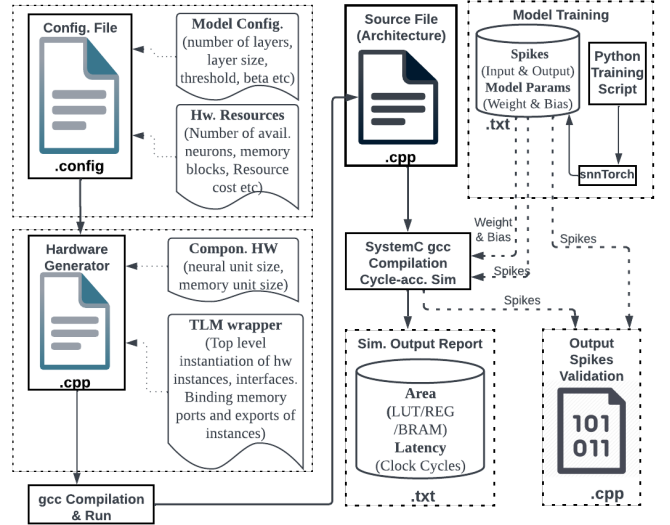 Config. File
.config
Model Config.
(number of layers,
layer size,
threshold, beta etc)
Hw. Resources
(Number of avail.
neurons, memory
blocks, Resource
cost etc)
Hardware
Generator
.cpp
Compon. HW
(neural unit size,
memory unit size)
TLM wrapper
(Top level
instantiation of hw
instances, interfaces.
Binding memory
ports and exports of
instances)
gcc Compilation
& Run
Source File
(Architecture)
.cpp
Model Training
Spikes
(Input & Output)
Model Params
(Weight & Bias)
.txt
Python
Training
Script
snnTorch
Weight
& Bias
Spikes
Spikes
SystemC gcc
Compilation
Cycle-acc. Sim
Spikes
Sim. Output Report
Area
(LUT/REG
/BRAM)
Latency
(Clock Cycles)
.txt
Output
Spikes
Validation
101
011
.cpp